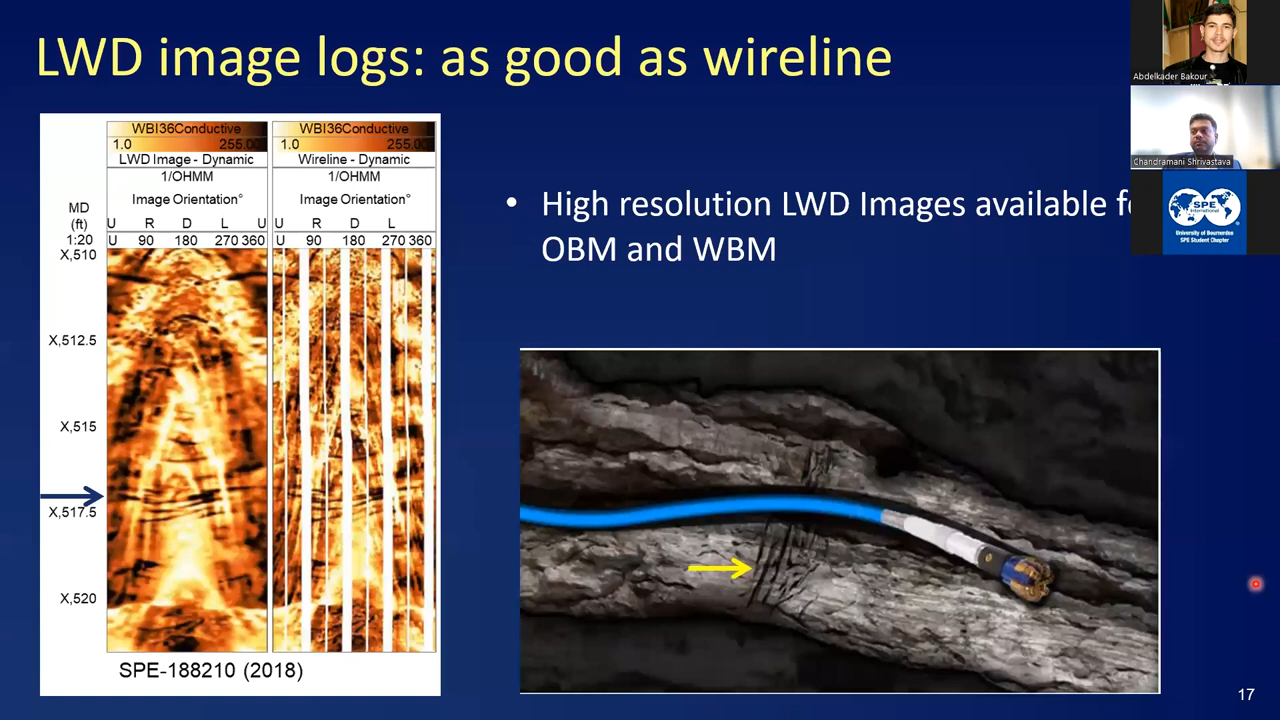 LWD image logs: as good as wireline
WBI36Conductive
1.0 255.0
LWD Image - Dynamic
1/OHMM
Image Orientation°
U R D L U
U 90 180 270 360
WBI36Conductive
1.0 255.0
Wireline - Dynamic
1/OHMM
Image Orientation°
U R D L
U 90 180 270 360
MD
(ft)
1:20
X,510
X,512.5
X,515
X,517.5
X,520
SPE-188210 (2018)
• High resolution LWD Images available
OBM and WBM
Abdelkader Bakour
Chandramani Shrivastava
SPE
International
University of Boumerdes
SPE Student Chapter
17